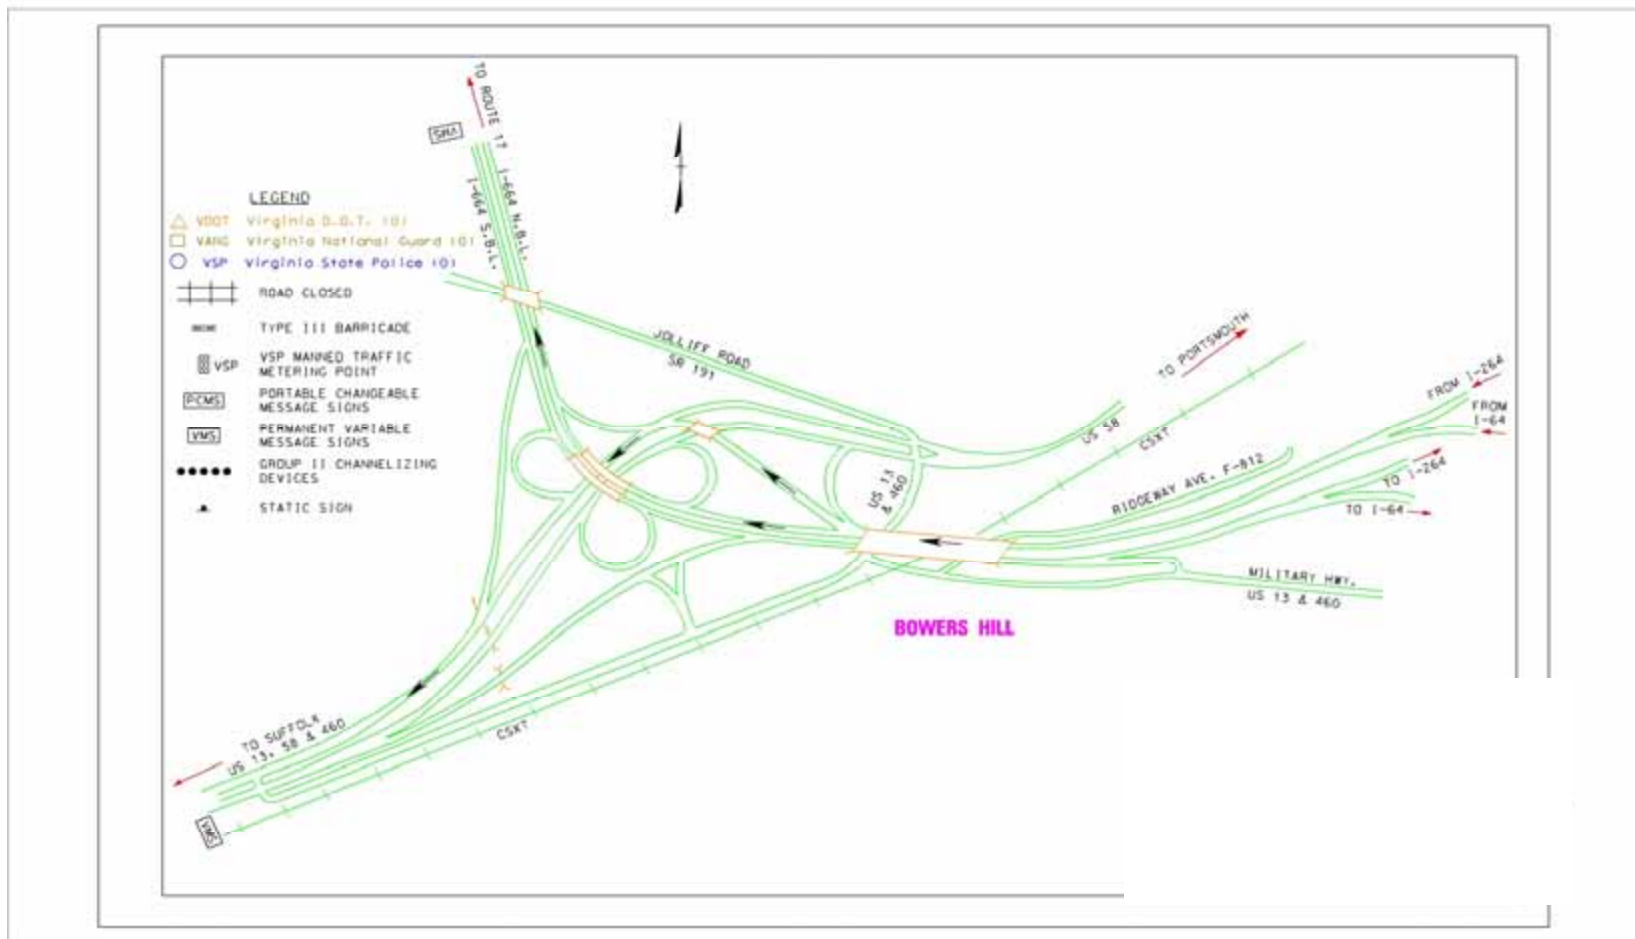 TO ROUTE 17
VMS
I-664 N.B.L.
I-664 S.B.L.
LEGEND
VDOT Virginia D.O.T. (0)
VANG Virginia National Guard (0)
VSP Virginia State Police (0)
ROAD CLOSED
TYPE III BARRICADE
VSP
VSP MANNED TRAFFIC
METERING POINT
PCMS
PORTABLE CHANGEABLE
MESSAGE SIGNS
VMS
PERMANENT VARIABLE
MESSAGE SIGNS
GROUP II CHANNELIZING
DEVICES
STATIC SIGN
JOLLIFF ROAD
SR 191
TO PORTSMOUTH
US 58
CSXT
FROM I-264
FROM
I-64
US 13
& 460
RIDGEWAY AVE. F-812
TO I-264
TO I-64
MILITARY HWY.
US 13 & 460
BOWERS HILL
TO SUFFOLK
US 13, 58 & 460
CSXT
VMS